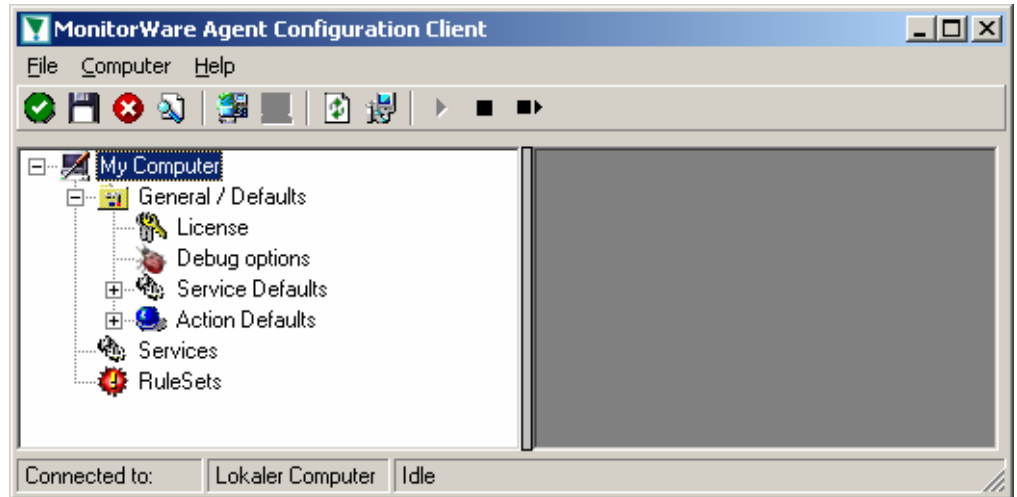 MonitorWare Agent Configuration Client
File Computer Help
My Computer
General / Defaults
License
Debug options
Service Defaults
Action Defaults
Services
RuleSets
Connected to: Lokaler Computer Idle